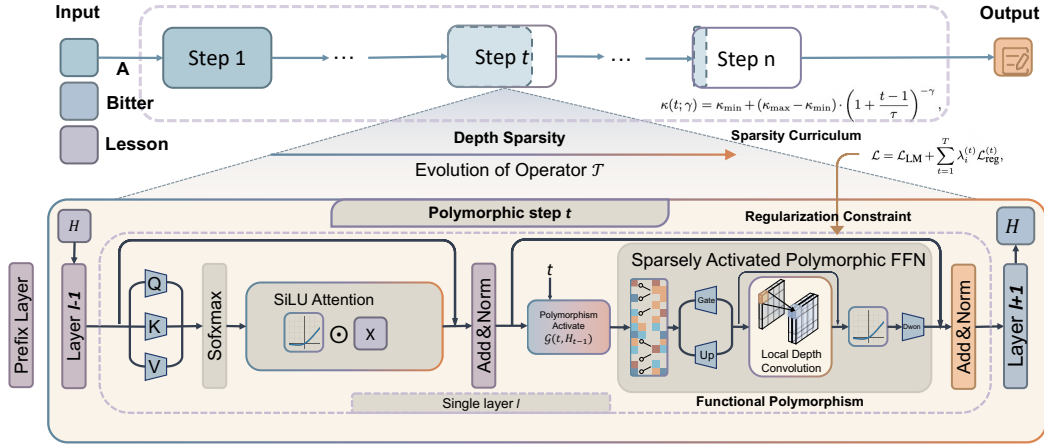 Input
Output
A
Bitter
Lesson
Step 1
...
Step t
...
Step n
κ(t;γ) = κ_min + (κ_max − κ_min) · (1 + (t−1)/τ)^−γ,
Depth Sparsity
Evolution of Operator 𝒯
Sparsity Curriculum
ℒ = ℒ_LM + ∑_{t=1}^{T} λ_i^{(t)} ℒ_reg^{(t)},
Polymorphic step t
Regularization Constraint
H
H
Prefix Layer
Layer l-1
Q
K
V
Sofxmax
SiLU Attention
⊙
X
Add & Norm
t
Polymorphism
Activate
𝒢(t, H_{t−1})
Sparsely Activated Polymorphic FFN
Gate
Up
Local Depth
Convolution
Dwon
Add & Norm
Layer l+1
Single layer l
Functional Polymorphism